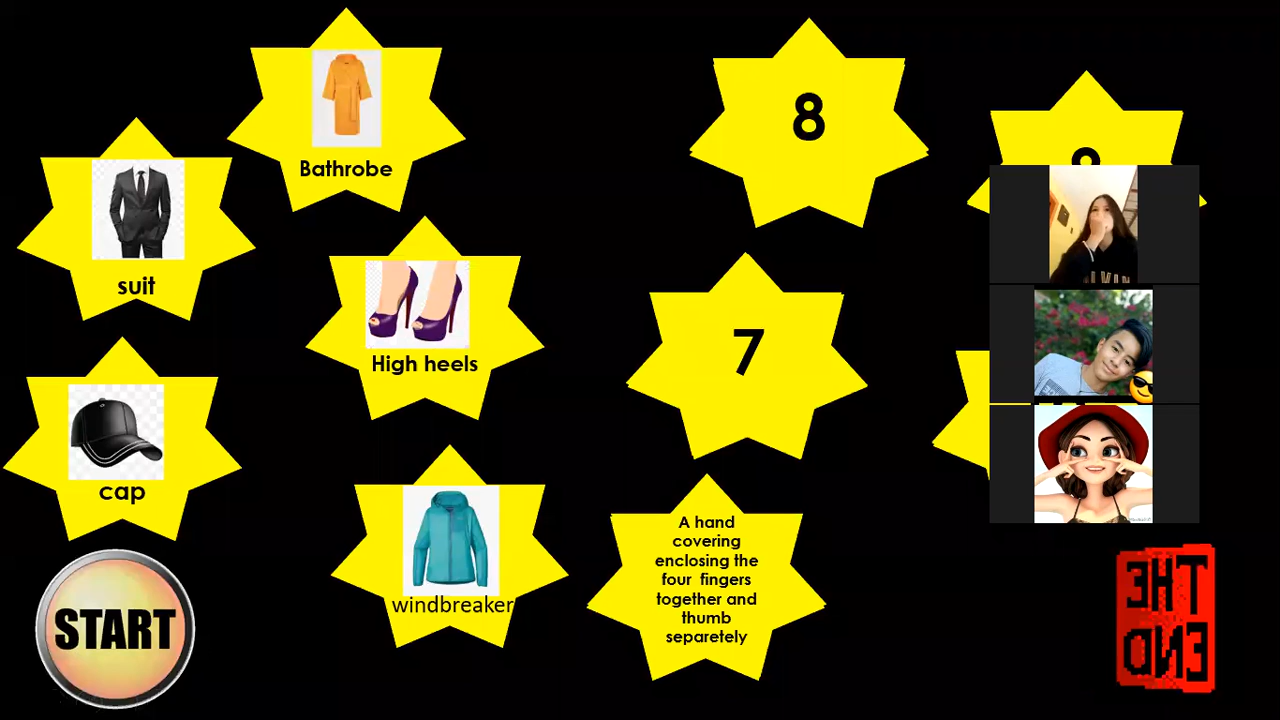 Bathrobe
suit
High heels
cap
windbreaker
START
8
7
A hand
covering
enclosing the
four fingers
together and
thumb
separetely
THE
END